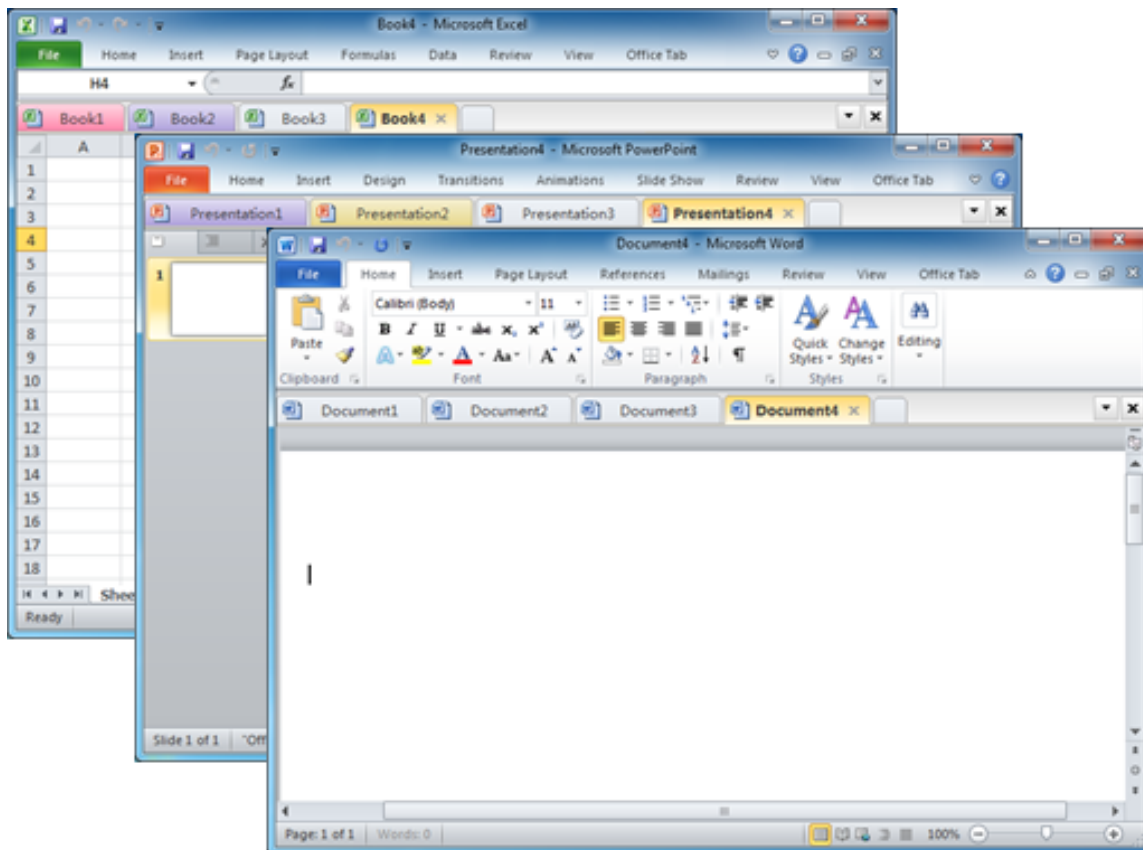 Book4 - Microsoft Excel
File Home Insert Page Layout Formulas Data Review View Office Tab
H4 fx
Book1 Book2 Book3 Book4
A
1
2
3
4
5
6
7
8
9
10
11
12
13
14
15
16
17
18
Shee
Ready
Presentation4 - Microsoft PowerPoint
File Home Insert Design Transitions Animations Slide Show Review View Office Tab
Presentation1 Presentation2 Presentation3 Presentation4
1
Slide 1 of 1 "Off
Document4 - Microsoft Word
File Home Insert Page Layout References Mailings Review View Office Tab
Calibri (Body) 11
B I U abc x, x²
Paste Aa A A Quick Styles Change Styles Editing
Clipboard Font Paragraph Styles
Document1 Document2 Document3 Document4
Page: 1 of 1 Words: 0 100%